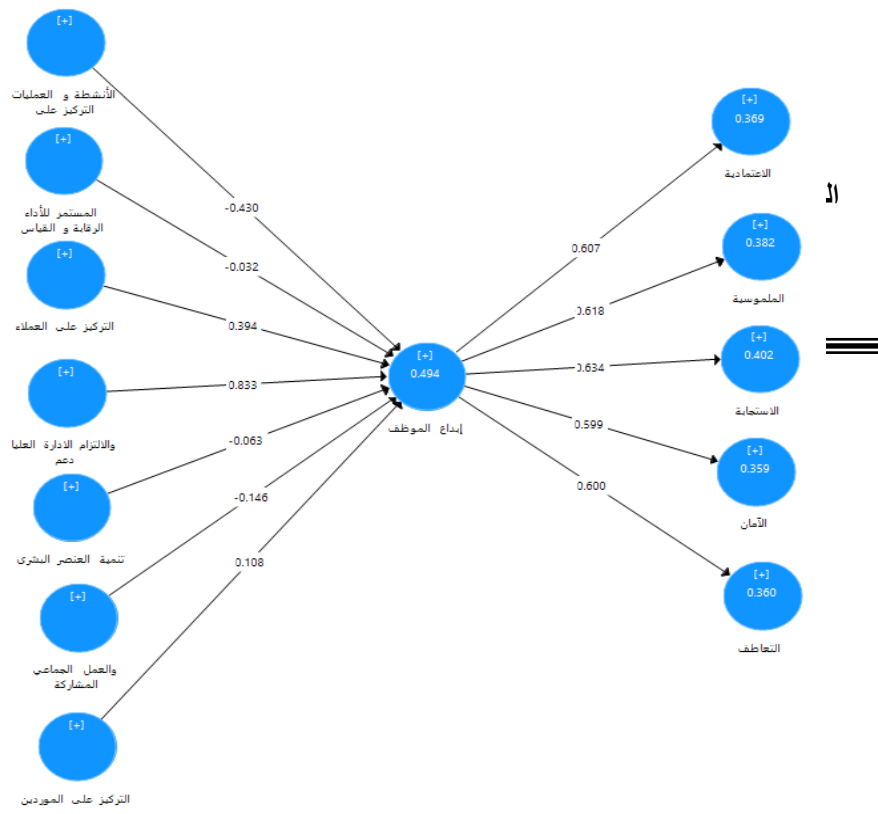 [+]
الأنشطة و العمليات
التركيز على
[+]
المستمر للأداء
الرقابة و القياس
[+]
التركيز على العملاء
[+]
والالتزام الادارة العليا
دعم
[+]
تنمية العنصر البشرى
[+]
والعمل الجماعي
المشاركة
[+]
التركيز على الموردين
-0.430
-0.032
0.394
0.833
-0.063
-0.146
0.108
[+]
0.494
إبداع الموظف
0.607
0.618
0.634
0.599
0.600
[+]
0.369
الاعتمادية
[+]
0.382
الملموسية
[+]
0.402
الاستجابة
[+]
0.359
الآمان
[+]
0.360
التعاطف
ال